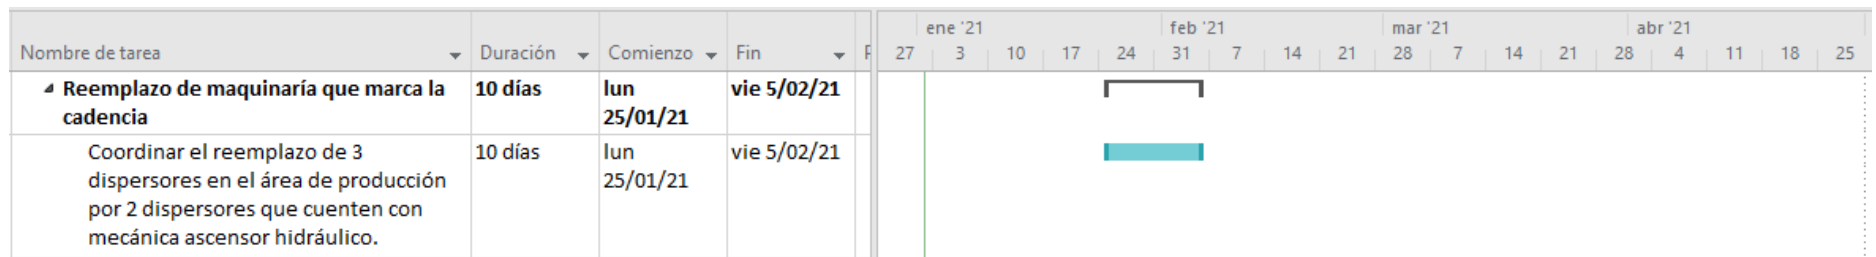 ene '21 feb '21 mar '21 abr '21
Nombre de tarea Duración Comienzo Fin 27 3 10 17 24 31 7 14 21 28 7 14 21 28 4 11 18 25
Reemplazo de maquinaría que marca la 10 días lun vie 5/02/21
cadencia 25/01/21
Coordinar el reemplazo de 3 10 días lun vie 5/02/21
dispersores en el área de producción 25/01/21
por 2 dispersores que cuenten con
mecánica ascensor hidráulico.